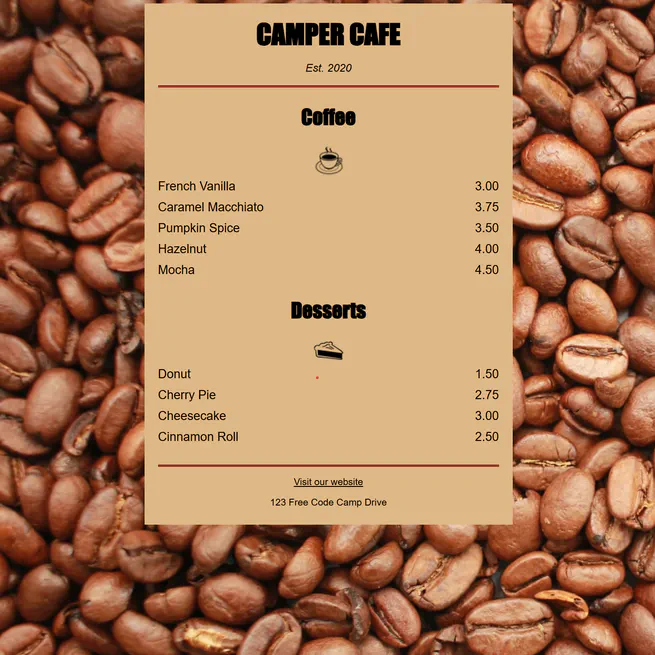 CAMPER CAFE
Est. 2020
Coffee
French Vanilla 3.00
Caramel Macchiato 3.75
Pumpkin Spice 3.50
Hazelnut 4.00
Mocha 4.50
Desserts
Donut 1.50
Cherry Pie 2.75
Cheesecake 3.00
Cinnamon Roll 2.50
Visit our website
123 Free Code Camp Drive